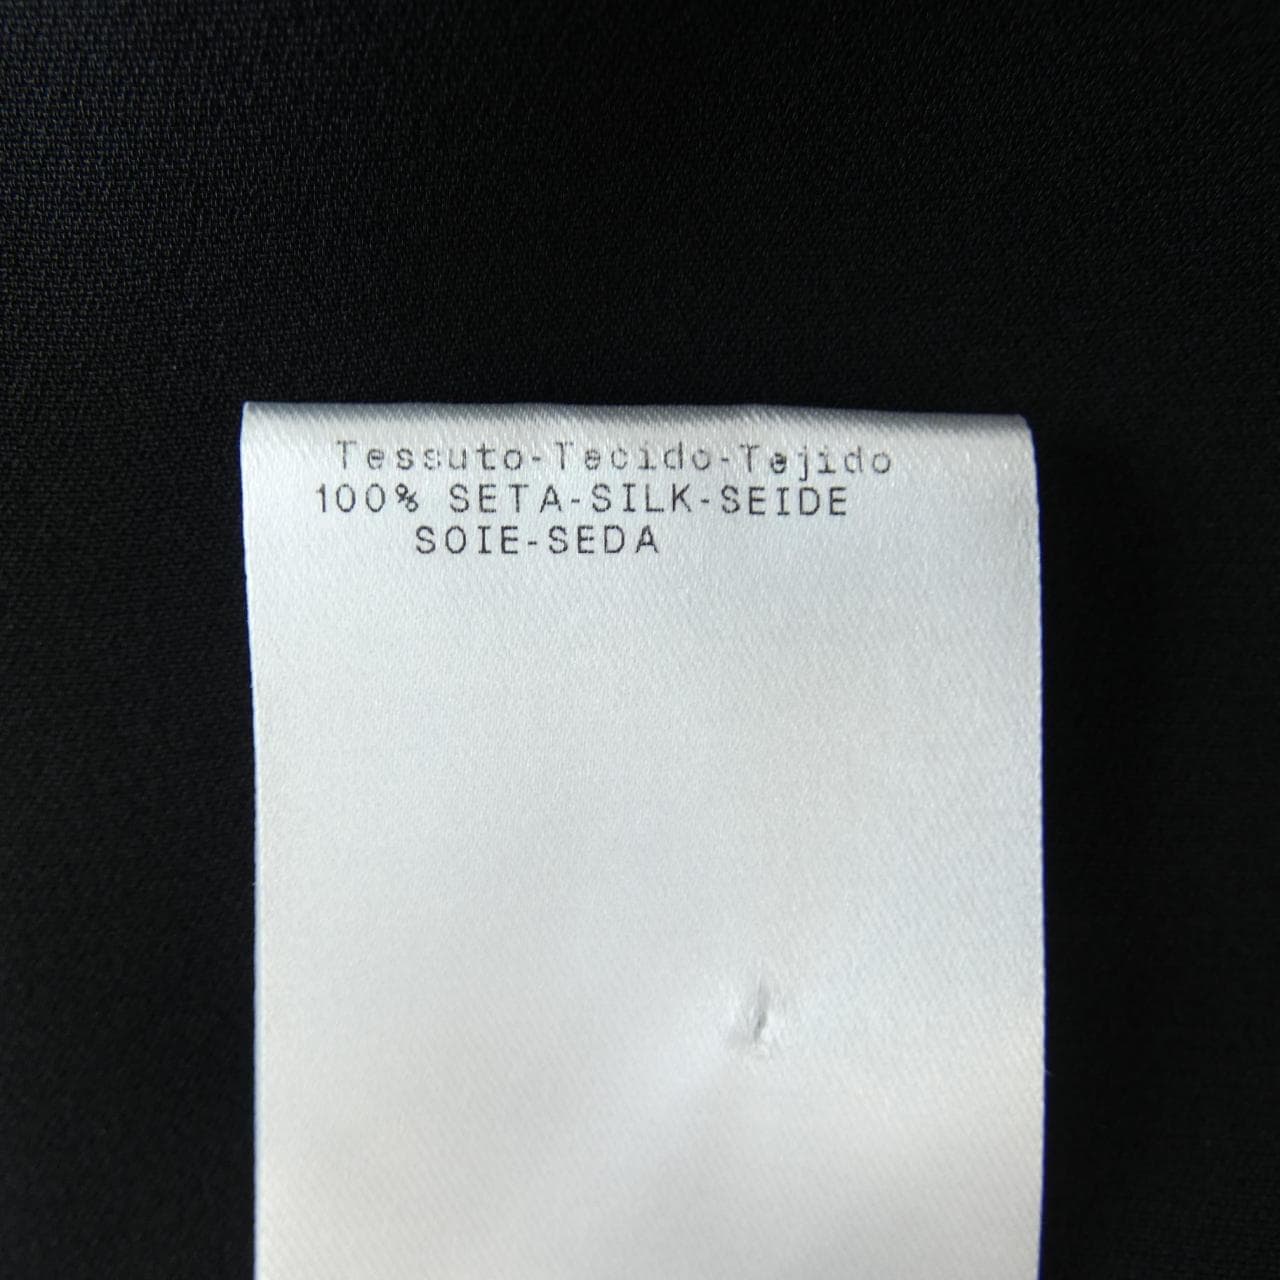 Tessuto-Tecido-Tejido
100% SETA-SILK-SEIDE
SOIE-SEDA